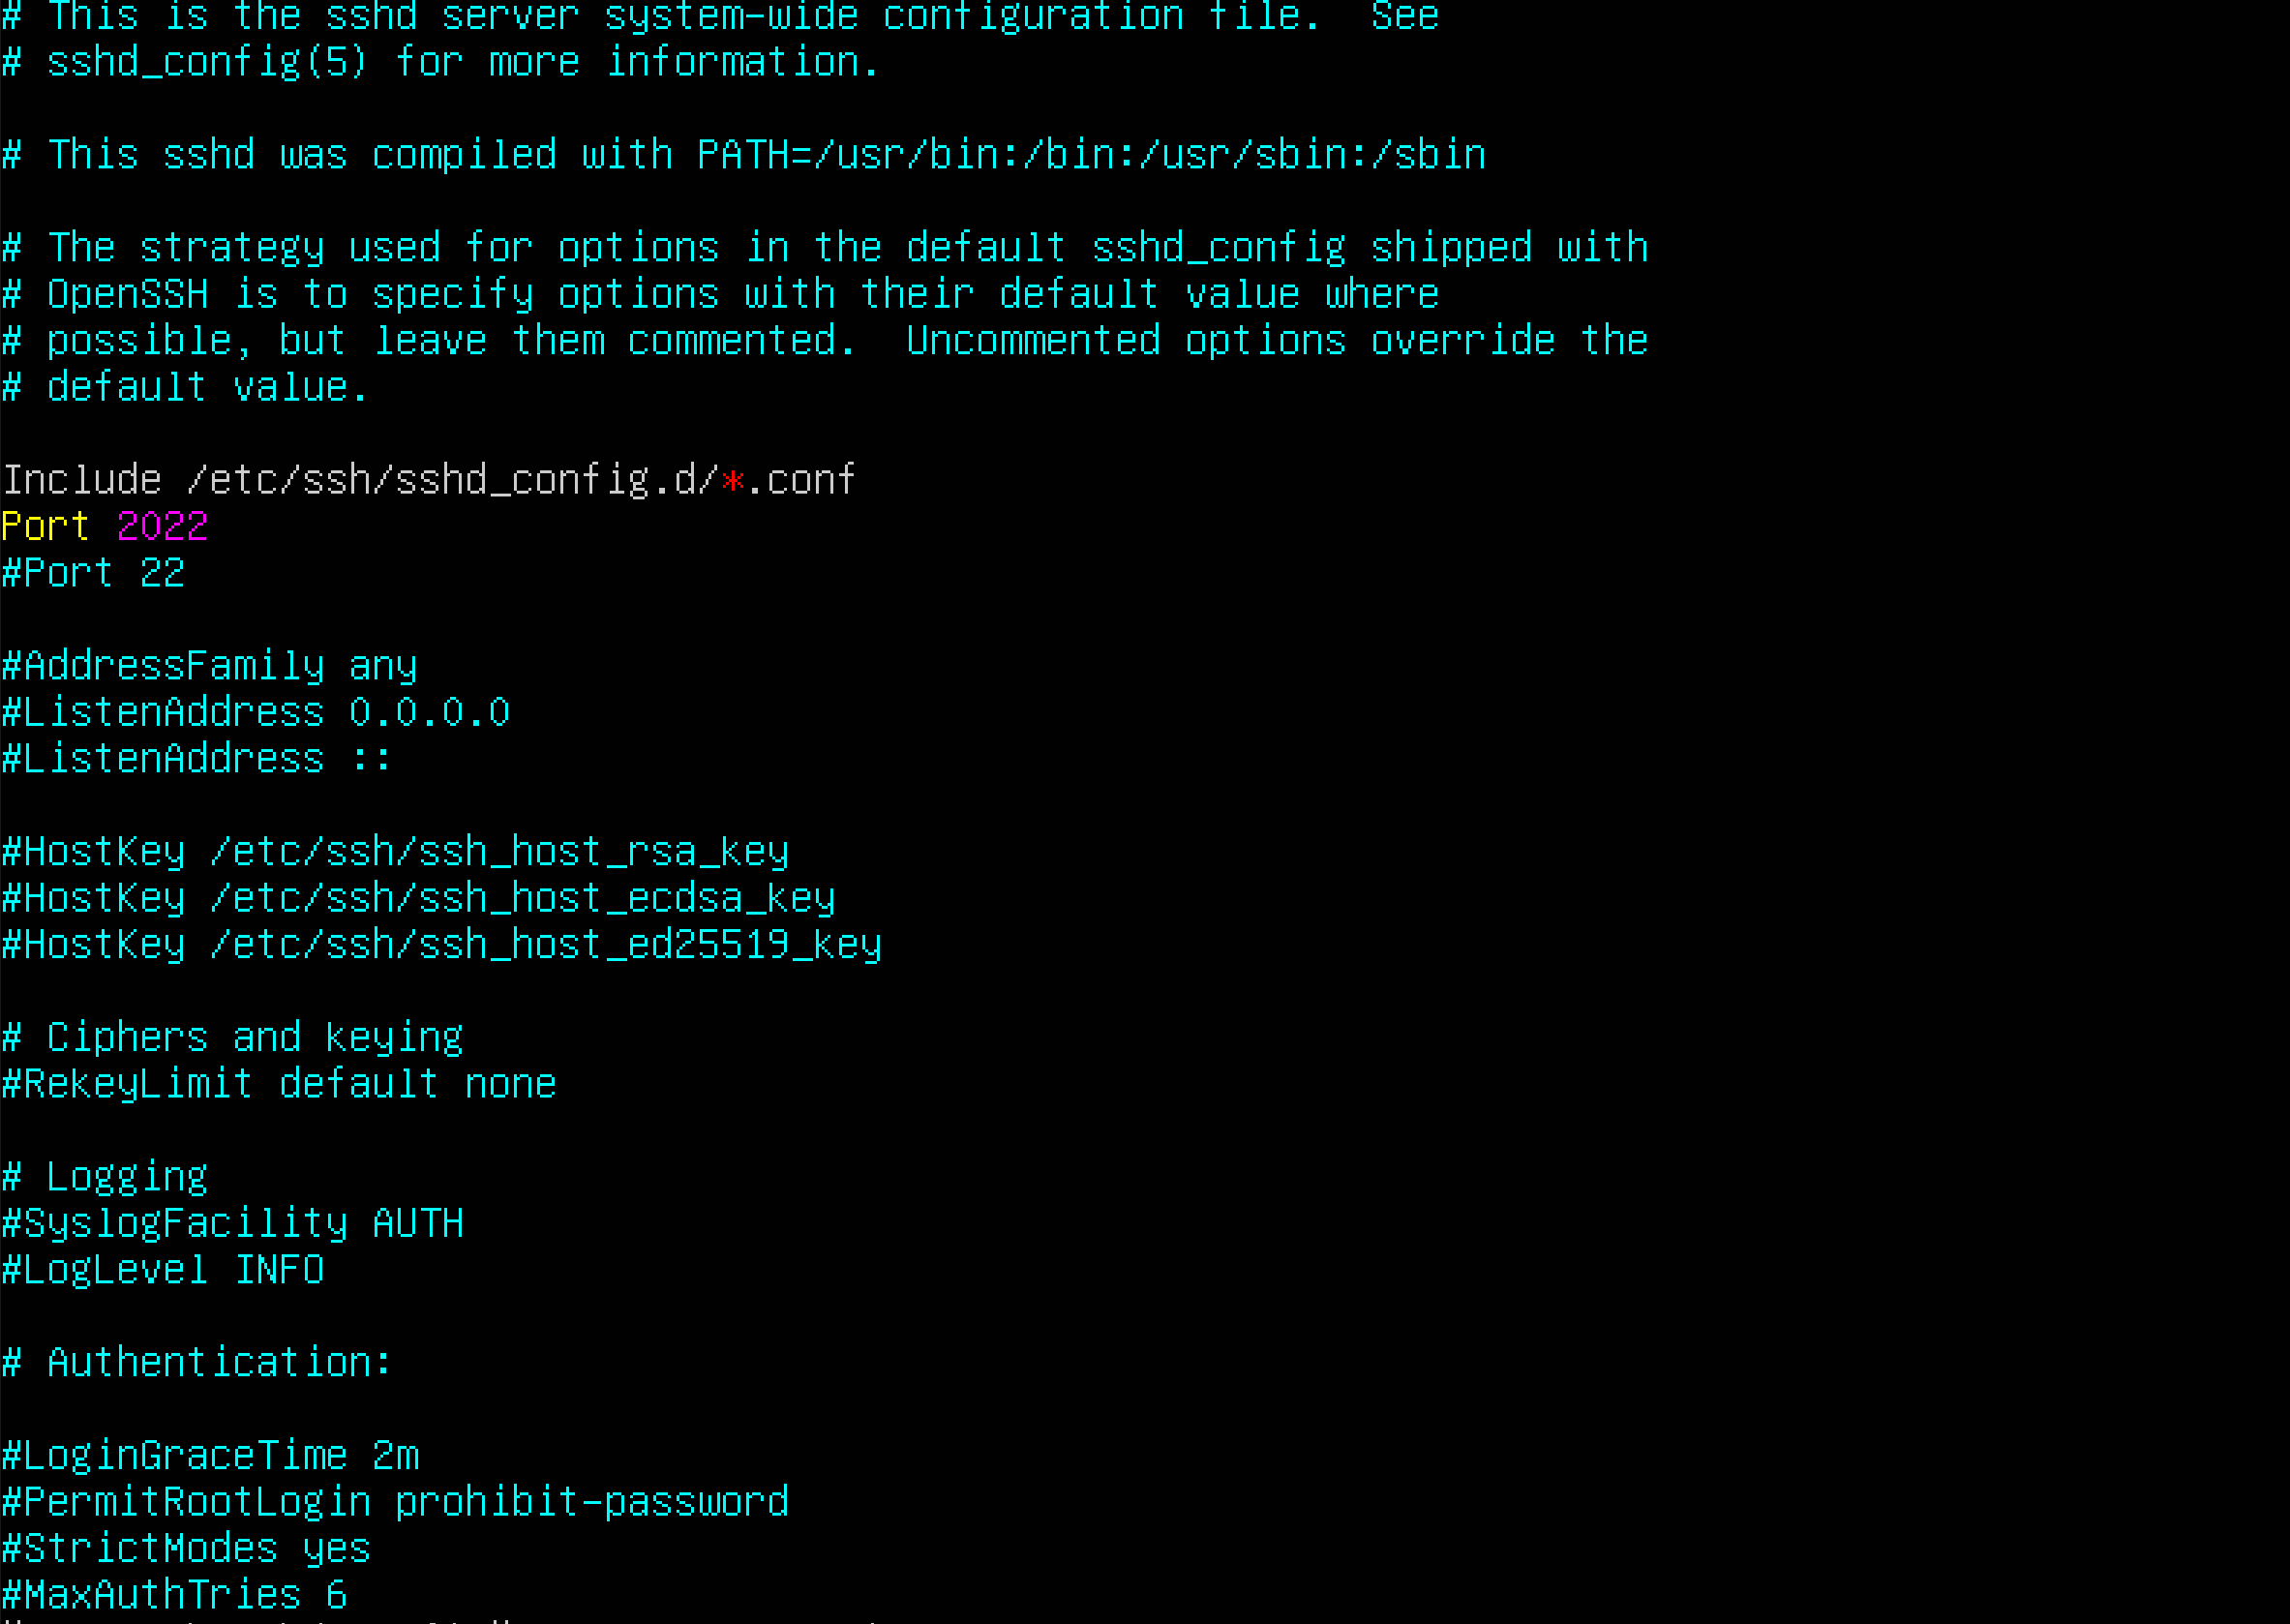 # This is the sshd server system-wide configuration file.  See
# sshd_config(5) for more information.

# This sshd was compiled with PATH=/usr/bin:/bin:/usr/sbin:/sbin

# The strategy used for options in the default sshd_config shipped with
# OpenSSH is to specify options with their default value where
# possible, but leave them commented.  Uncommented options override the
# default value.

Include /etc/ssh/sshd_config.d/*.conf
Port 2022
#Port 22

#AddressFamily any
#ListenAddress 0.0.0.0
#ListenAddress ::

#HostKey /etc/ssh/ssh_host_rsa_key
#HostKey /etc/ssh/ssh_host_ecdsa_key
#HostKey /etc/ssh/ssh_host_ed25519_key

# Ciphers and keying
#RekeyLimit default none

# Logging
#SyslogFacility AUTH
#LogLevel INFO

# Authentication:

#LoginGraceTime 2m
#PermitRootLogin prohibit-password
#StrictModes yes
#MaxAuthTries 6